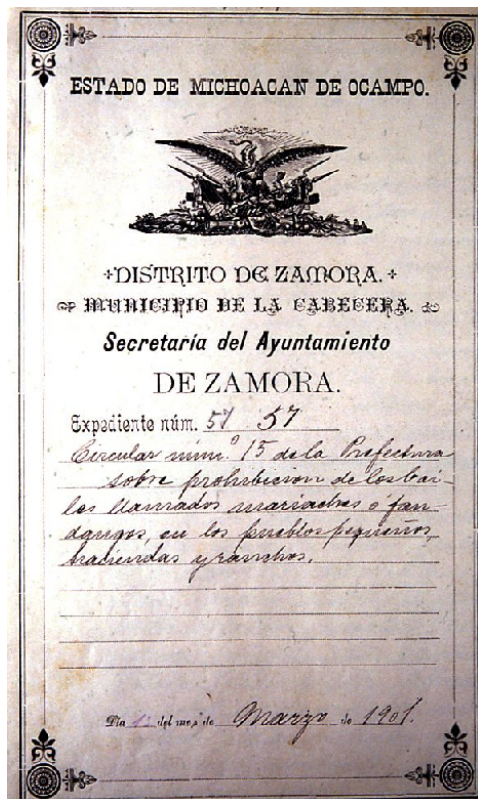 ESTADO DE MICHOACAN DE OCAMPO.
DISTRITO DE ZAMORA.
MUNICIPIO DE LA CABECERA.
Secretaría del Ayuntamiento
DE ZAMORA.
Expediente núm. 57 57
Circular núm.º 15 de la Prefectura
sobre prohibicion de los bai-
les llamados mariachis ó fan-
dangos, en los pueblos pequeños,
haciendas y ranchos.
Día del mes de Marzo de 1901.